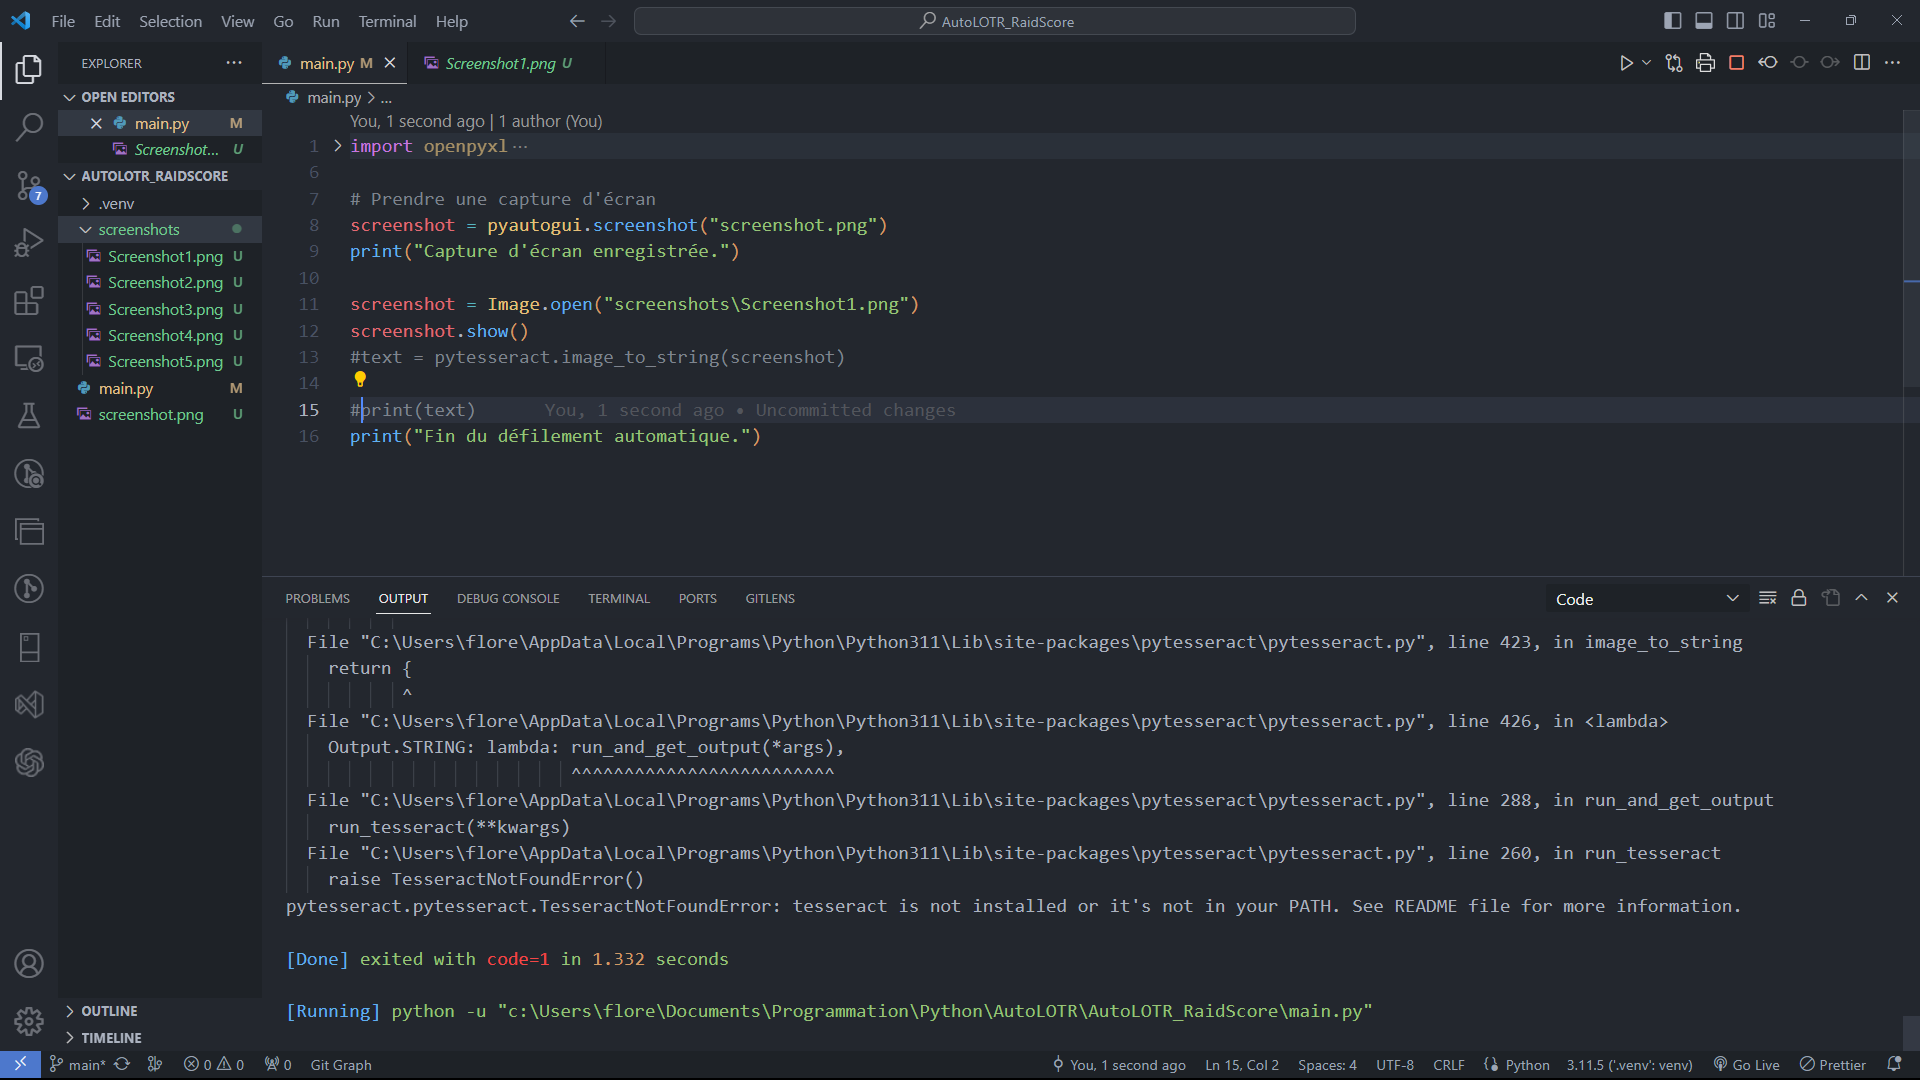 File Edit Selection View Go Run Terminal Help
AutoLOTR_RaidScore
EXPLORER
main.py M
Screenshot1.png U
OPEN EDITORS
main.py M
Screenshot... U
AUTOLOTR_RAIDSCORE
.venv
screenshots
Screenshot1.png U
Screenshot2.png U
Screenshot3.png U
Screenshot4.png U
Screenshot5.png U
main.py M
screenshot.png U
OUTLINE
TIMELINE
7
main.py > ...
You, 1 second ago | 1 author (You)
1 import openpyxl ···
6
7 # Prendre une capture d'écran
8 screenshot = pyautogui.screenshot("screenshot.png")
9 print("Capture d'écran enregistrée.")
10
11 screenshot = Image.open("screenshots\Screenshot1.png")
12 screenshot.show()
13 #text = pytesseract.image_to_string(screenshot)
14
15 #print(text) You, 1 second ago • Uncommitted changes
16 print("Fin du défilement automatique.")
PROBLEMS OUTPUT DEBUG CONSOLE TERMINAL PORTS GITLENS
Code
File "C:\Users\flore\AppData\Local\Programs\Python\Python311\Lib\site-packages\pytesseract\pytesseract.py", line 423, in image_to_string
return {
^
File "C:\Users\flore\AppData\Local\Programs\Python\Python311\Lib\site-packages\pytesseract\pytesseract.py", line 426, in <lambda>
Output.STRING: lambda: run_and_get_output(*args),
^^^^^^^^^^^^^^^^^^^^^^^^^
File "C:\Users\flore\AppData\Local\Programs\Python\Python311\Lib\site-packages\pytesseract\pytesseract.py", line 288, in run_and_get_output
run_tesseract(**kwargs)
File "C:\Users\flore\AppData\Local\Programs\Python\Python311\Lib\site-packages\pytesseract\pytesseract.py", line 260, in run_tesseract
raise TesseractNotFoundError()
pytesseract.pytesseract.TesseractNotFoundError: tesseract is not installed or it's not in your PATH. See README file for more information.
[Done] exited with code=1 in 1.332 seconds
[Running] python -u "c:\Users\flore\Documents\Programmation\Python\AutoLOTR\AutoLOTR_RaidScore\main.py"
main* 0 0 0 Git Graph You, 1 second ago Ln 15, Col 2 Spaces: 4 UTF-8 CRLF Python 3.11.5 ('.venv': venv) Go Live Prettier